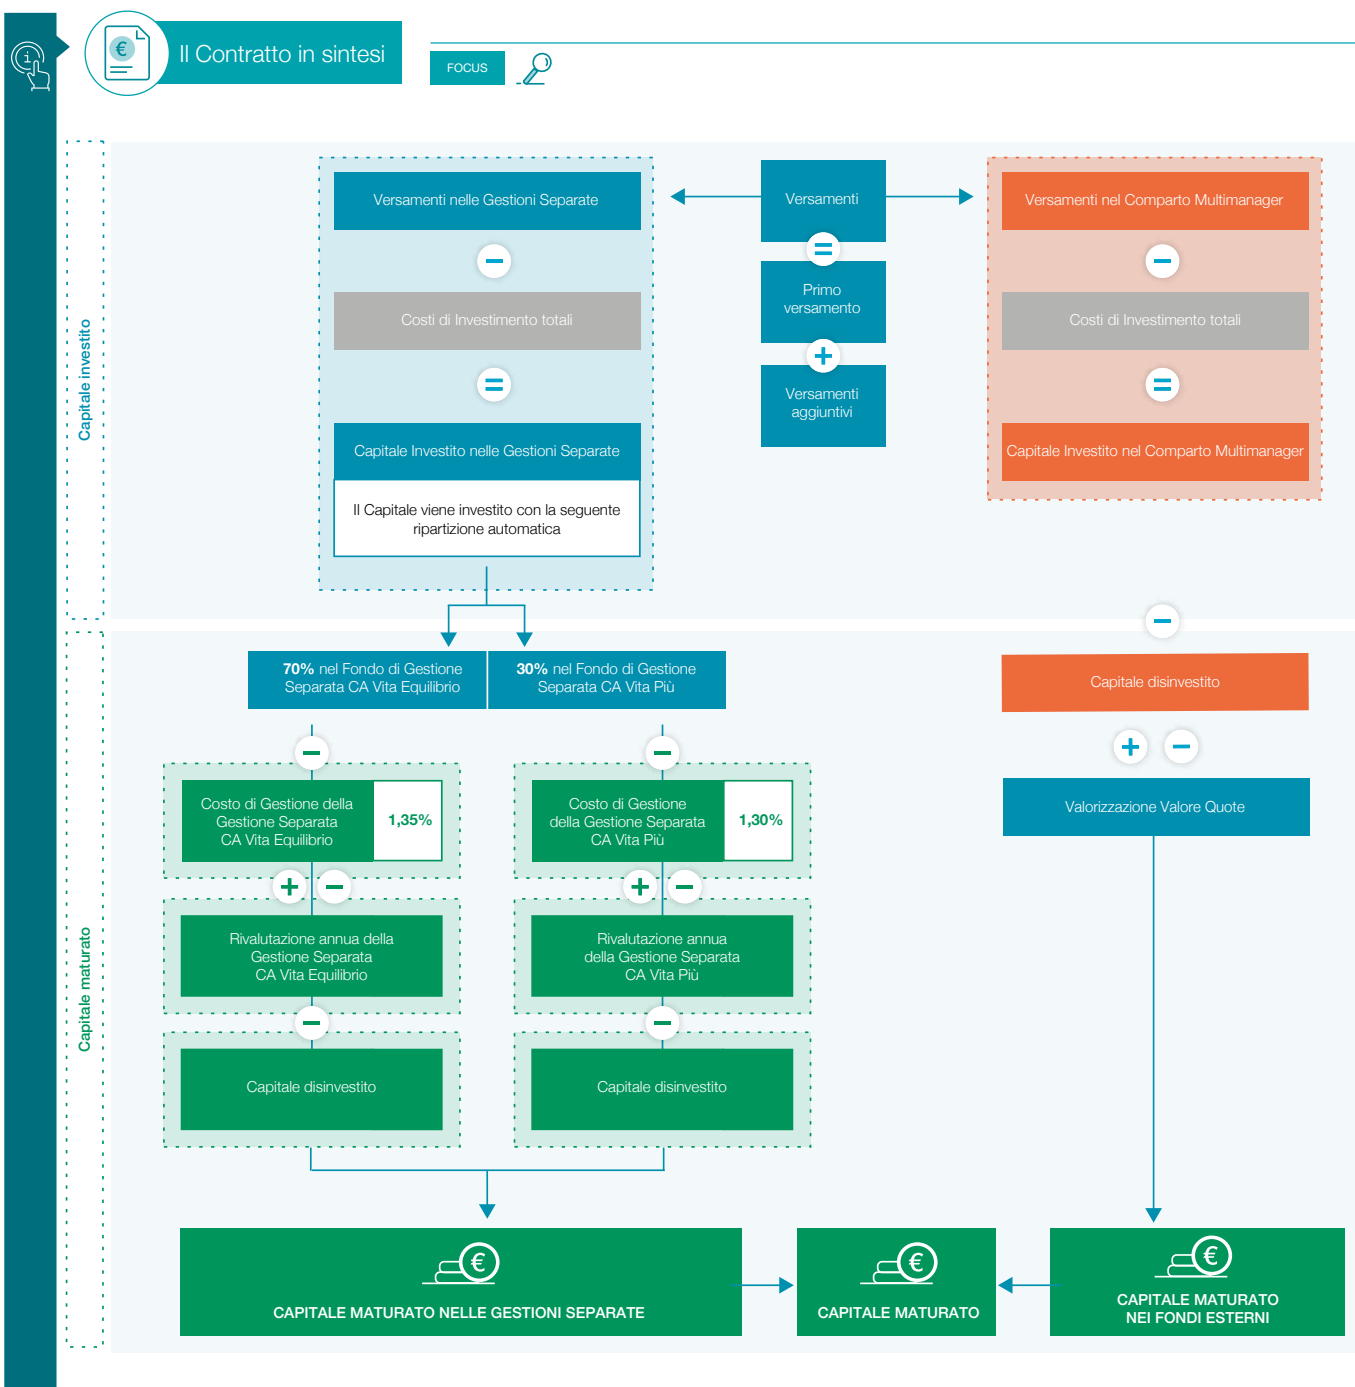 Il Contratto in sintesi
FOCUS
Capitale investito
Versamenti nelle Gestioni Separate
−
Costi di Investimento totali
=
Capitale Investito nelle Gestioni Separate
Il Capitale viene investito con la seguente
ripartizione automatica
Versamenti
=
Primo
versamento
+
Versamenti
aggiuntivi
Versamenti nel Comparto Multimanager
−
Costi di Investimento totali
=
Capitale Investito nel Comparto Multimanager
Capitale maturato
70% nel Fondo di Gestione
Separata CA Vita Equilibrio
30% nel Fondo di Gestione
Separata CA Vita Più
−
Costo di Gestione della
Gestione Separata
CA Vita Equilibrio
1,35%
+ −
Rivalutazione annua della
Gestione Separata
CA Vita Equilibrio
−
Capitale disinvestito
−
Costo di Gestione
della Gestione Separata
CA Vita Più
1,30%
+ −
Rivalutazione annua
della Gestione Separata
CA Vita Più
−
Capitale disinvestito
−
Capitale disinvestito
+ −
Valorizzazione Valore Quote
€
CAPITALE MATURATO NELLE GESTIONI SEPARATE
€
CAPITALE MATURATO
€
CAPITALE MATURATO
NEI FONDI ESTERNI